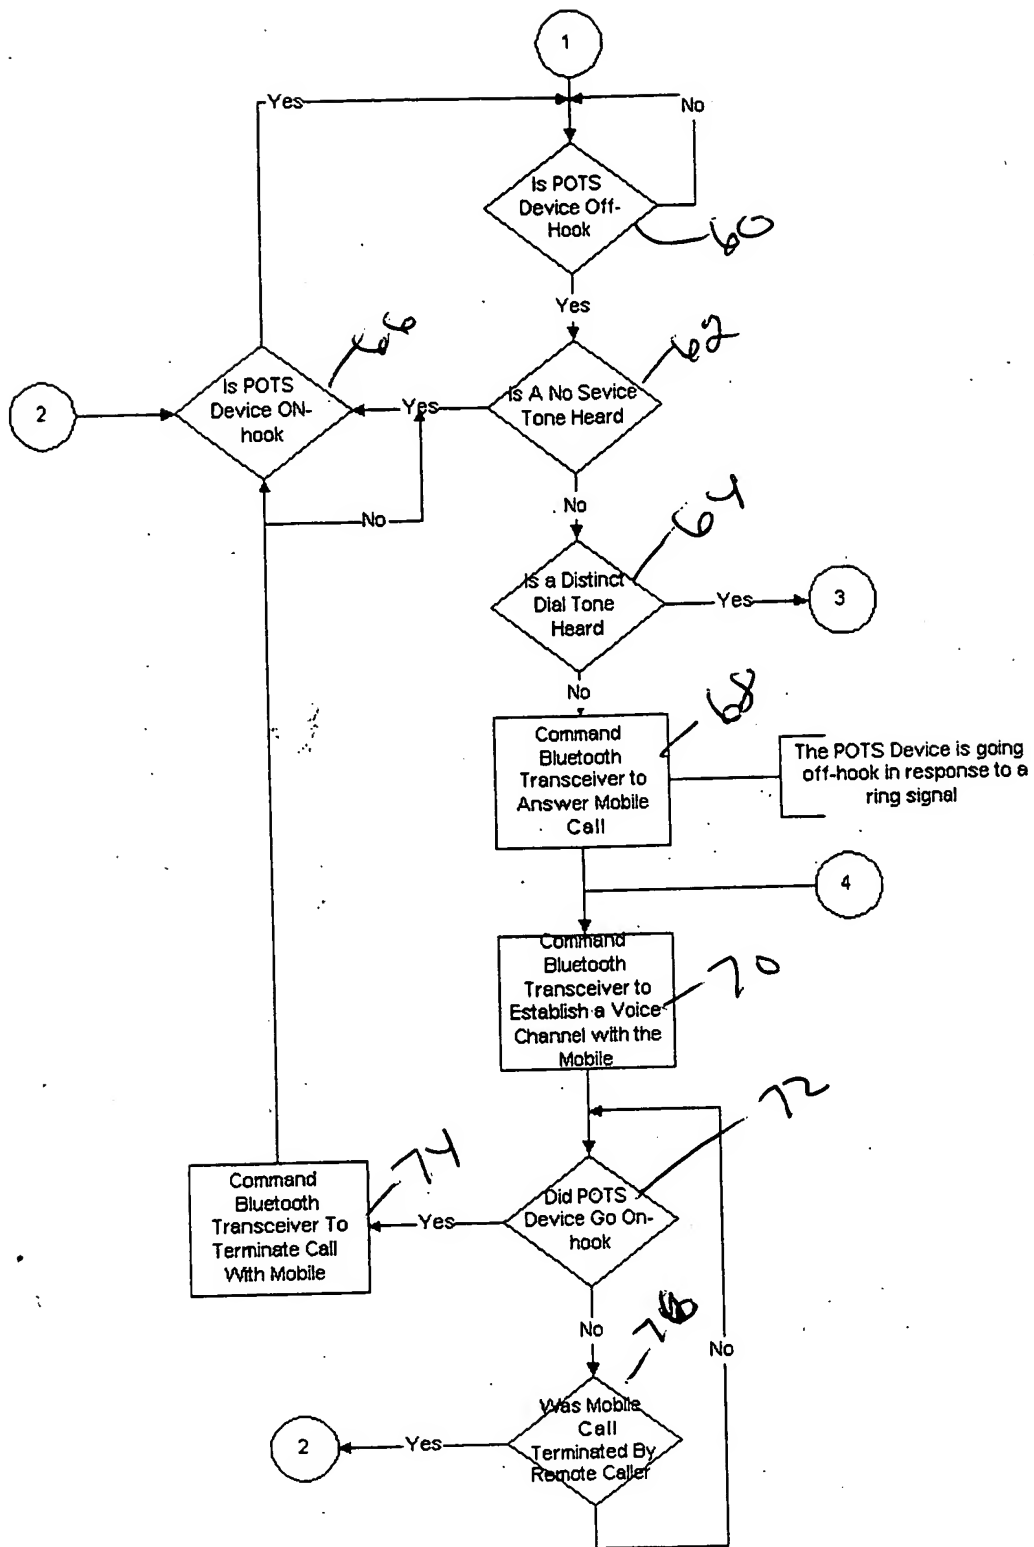 1
Yes
No
Is POTS
Device Off-
Hook
60
Yes
66
62
Is POTS
Device ON-
hook
2
Yes
Is A No Sevice
Tone Heard
No
No
64
Is a Distinct
Dial Tone
Heard
Yes
3
No
68
Command
Bluetooth
Transceiver to
Answer Mobile
Call
The POTS Device is going
off-hook in response to a
ring signal
4
Command
Bluetooth
Transceiver to
Establish a Voice
Channel with the
Mobile
70
72
74
Command
Bluetooth
Transceiver To
Terminate Call
With Mobile
Yes
Did POTS
Device Go On-
hook
No
No
Was Mobile
Call
Terminated By
Remote Caller
Yes
2